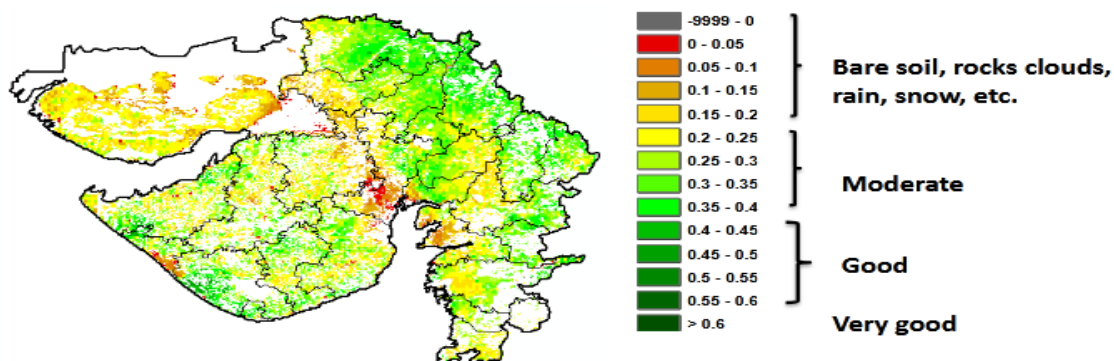 -9999 - 0
0 - 0.05
0.05 - 0.1
0.1 - 0.15
0.15 - 0.2
0.2 - 0.25
0.25 - 0.3
0.3 - 0.35
0.35 - 0.4
0.4 - 0.45
0.45 - 0.5
0.5 - 0.55
0.55 - 0.6
> 0.6
Bare soil, rocks clouds,
rain, snow, etc.
Moderate
Good
Very good